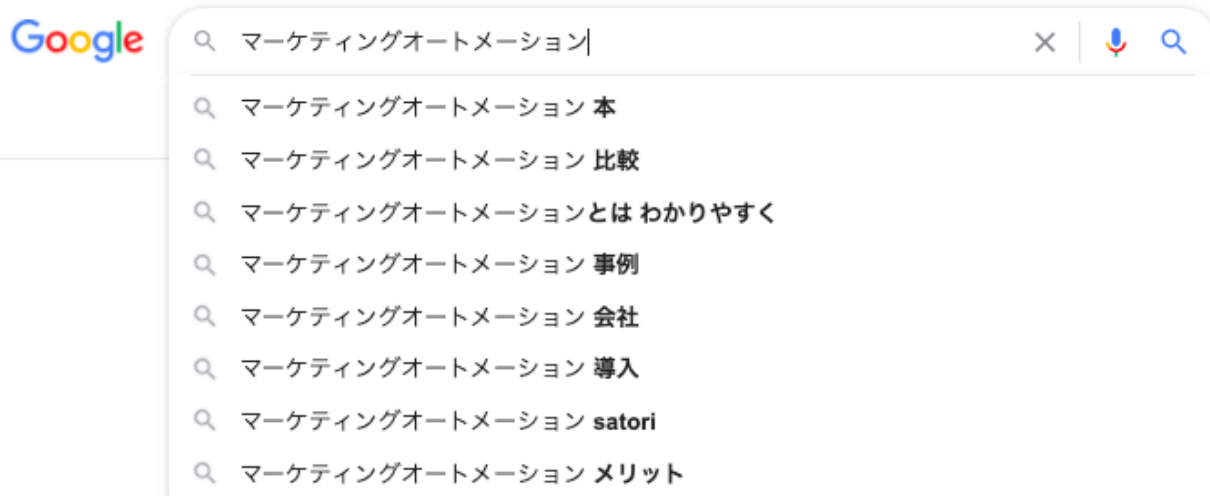 Google
マーケティングオートメーション
マーケティングオートメーション 本
マーケティングオートメーション 比較
マーケティングオートメーションとは わかりやすく
マーケティングオートメーション 事例
マーケティングオートメーション 会社
マーケティングオートメーション 導入
マーケティングオートメーション satori
マーケティングオートメーション メリット